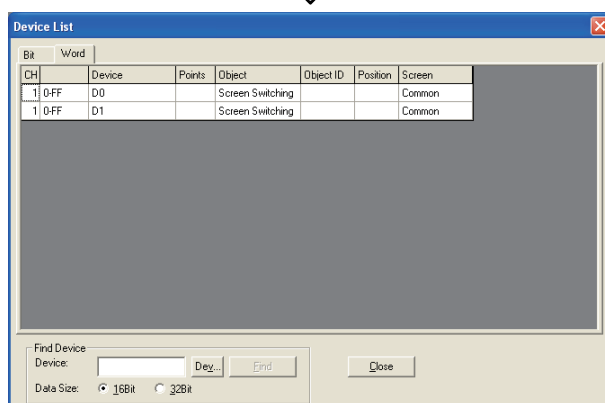 Device List
Bit Word
CH Device Points Object Object ID Position Screen
1 0-FF D0 Screen Switching Common
1 0-FF D1 Screen Switching Common
Find Device
Device: Dev... Find Close
Data Size: 16Bit 32Bit